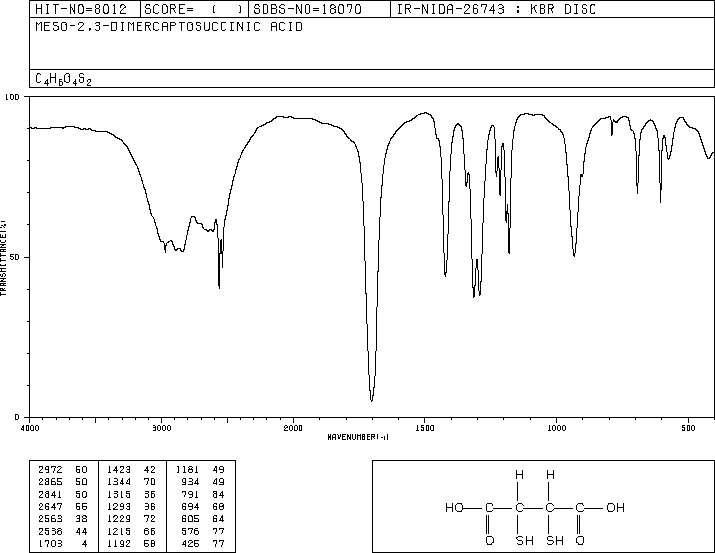 HIT-NO=8012 SCORE= ( ) SDBS-NO=18070 IR-NIDA-26743 : KBR DISC
MESO-2,3-DIMERCAPTOSUCCINIC ACID
C4H6O4S2
100
50
0
TRANSMITTANCE(%)
4000 3000 2000 1500 1000 500
WAVENUMBER(-1)
2972 60 1423 42 1181 49
2865 50 1344 70 934 49
2841 50 1315 36 791 84
2647 55 1293 36 694 68
2563 38 1229 72 605 64
2538 44 1215 66 576 77
1703 4 1192 58 425 77
H H
HO C C C C OH
O SH SH O